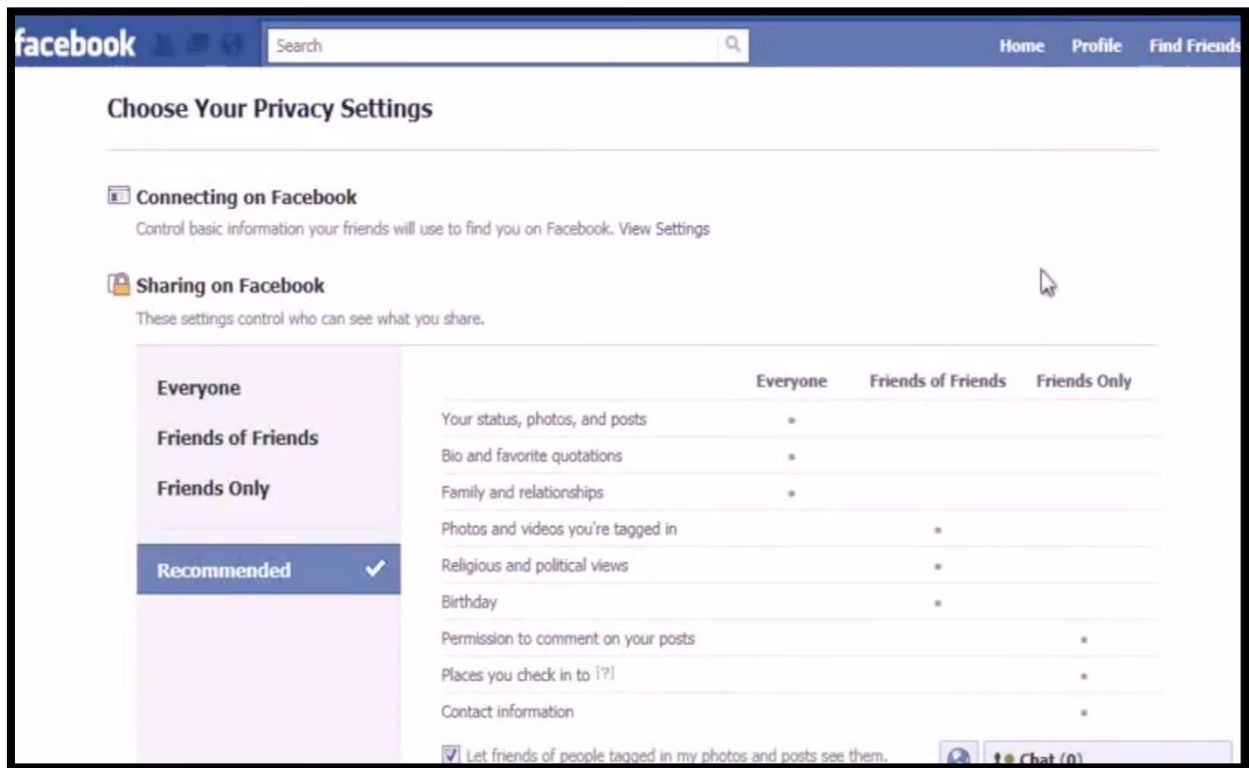 facebook Search Home Profile Find Friends
Choose Your Privacy Settings
Connecting on Facebook
Control basic information your friends will use to find you on Facebook. View Settings
Sharing on Facebook
These settings control who can see what you share.
Everyone
Friends of Friends
Friends Only
Recommended
Everyone Friends of Friends Friends Only
Your status, photos, and posts
Bio and favorite quotations
Family and relationships
Photos and videos you're tagged in
Religious and political views
Birthday
Permission to comment on your posts
Places you check in to [?]
Contact information
Let friends of people tagged in my photos and posts see them.
Chat (0)